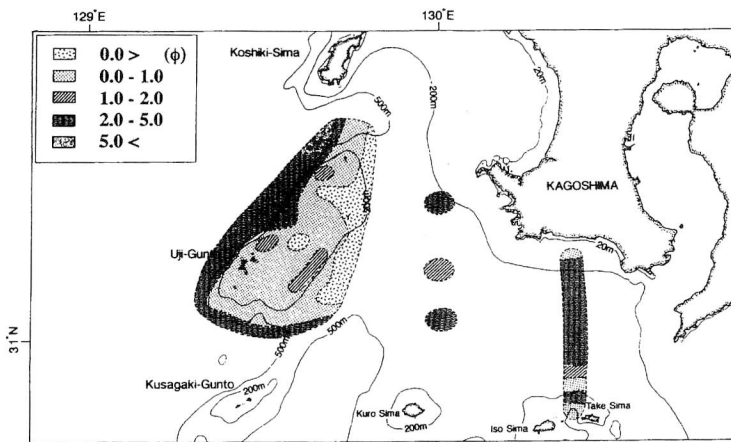 129°E
130°E
0.0 > (ϕ)
0.0 - 1.0
1.0 - 2.0
2.0 - 5.0
5.0 <
Koshiki-Sima
500m
200m
20m
KAGOSHIMA
200m
Uji-Gunto
20m
31°N
500m
500m
Kusagaki-Gunto
200m
Kuro Sima
200m
Iso Sima
Take Sima